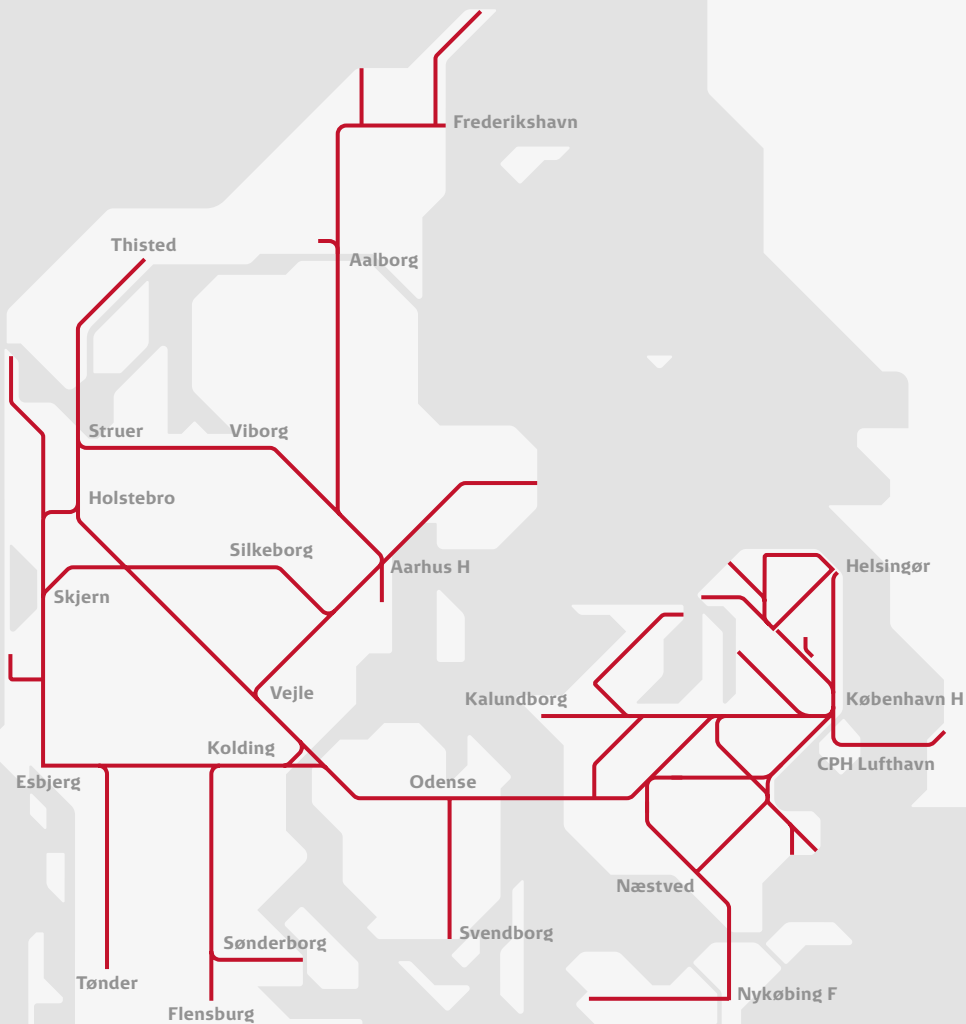 Frederikshavn
Thisted
Aalborg
Struer
Viborg
Holstebro
Silkeborg
Aarhus H
Helsingør
Skjern
Vejle
Kalundborg
København H
Kolding
CPH Lufthavn
Esbjerg
Odense
Næstved
Svendborg
Sønderborg
Tønder
Nykøbing F
Flensburg